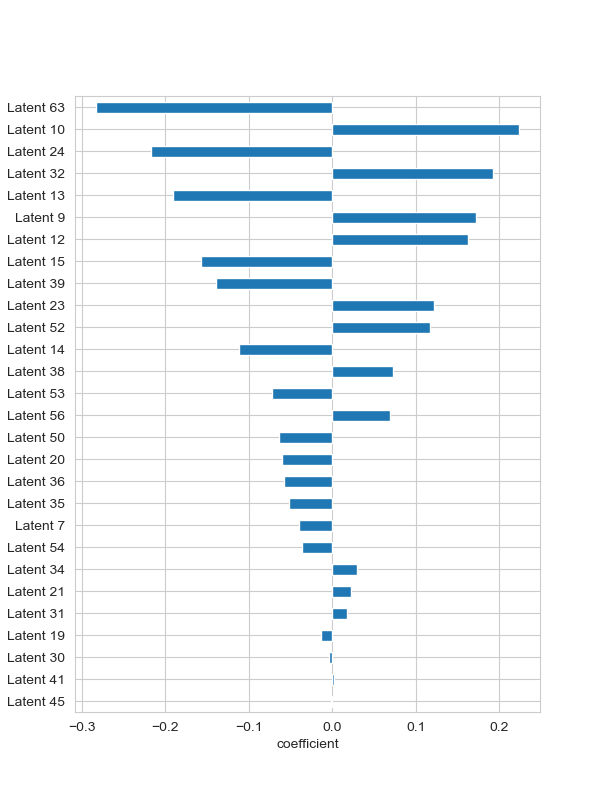 Latent 63
Latent 10
Latent 24
Latent 32
Latent 13
Latent 9
Latent 12
Latent 15
Latent 39
Latent 23
Latent 52
Latent 14
Latent 38
Latent 53
Latent 56
Latent 50
Latent 20
Latent 36
Latent 35
Latent 7
Latent 54
Latent 34
Latent 21
Latent 31
Latent 19
Latent 30
Latent 41
Latent 45
−0.3 −0.2 −0.1 0.0 0.1 0.2
coefficient